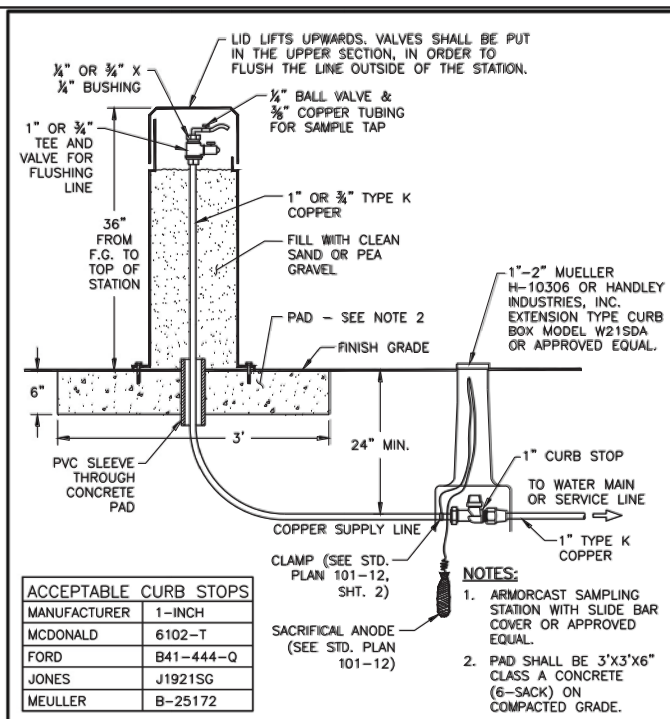 LID LIFTS UPWARDS. VALVES SHALL BE PUT
IN THE UPPER SECTION, IN ORDER TO
FLUSH THE LINE OUTSIDE OF THE STATION.
¼" OR ¾" X
¼" BUSHING
¼" BALL VALVE &
⅜" COPPER TUBING
FOR SAMPLE TAP
1" OR ¾"
TEE AND
VALVE FOR
FLUSHING
LINE
1" OR ¾" TYPE K
COPPER
36"
FROM
F.G. TO
TOP OF
STATION
FILL WITH CLEAN
SAND OR PEA
GRAVEL
1"-2" MUELLER
H-10306 OR HANDLEY
INDUSTRIES, INC.
EXTENSION TYPE CURB
BOX MODEL W21SDA
OR APPROVED EQUAL.
PAD - SEE NOTE 2
FINISH GRADE
6"
3'
24" MIN.
PVC SLEEVE
THROUGH
CONCRETE
PAD
1" CURB STOP
TO WATER MAIN
OR SERVICE LINE
COPPER SUPPLY LINE
1" TYPE K
COPPER
CLAMP (SEE STD.
PLAN 101-12,
SHT. 2)
SACRIFICAL ANODE
(SEE STD. PLAN
101-12)
NOTES:
1. ARMORCAST SAMPLING
STATION WITH SLIDE BAR
COVER OR APPROVED
EQUAL.
2. PAD SHALL BE 3'X3'X6"
CLASS A CONCRETE
(6-SACK) ON
COMPACTED GRADE.
ACCEPTABLE CURB STOPS
MANUFACTURER 1-INCH
MCDONALD 6102-T
FORD B41-444-Q
JONES J1921SG
MEULLER B-25172